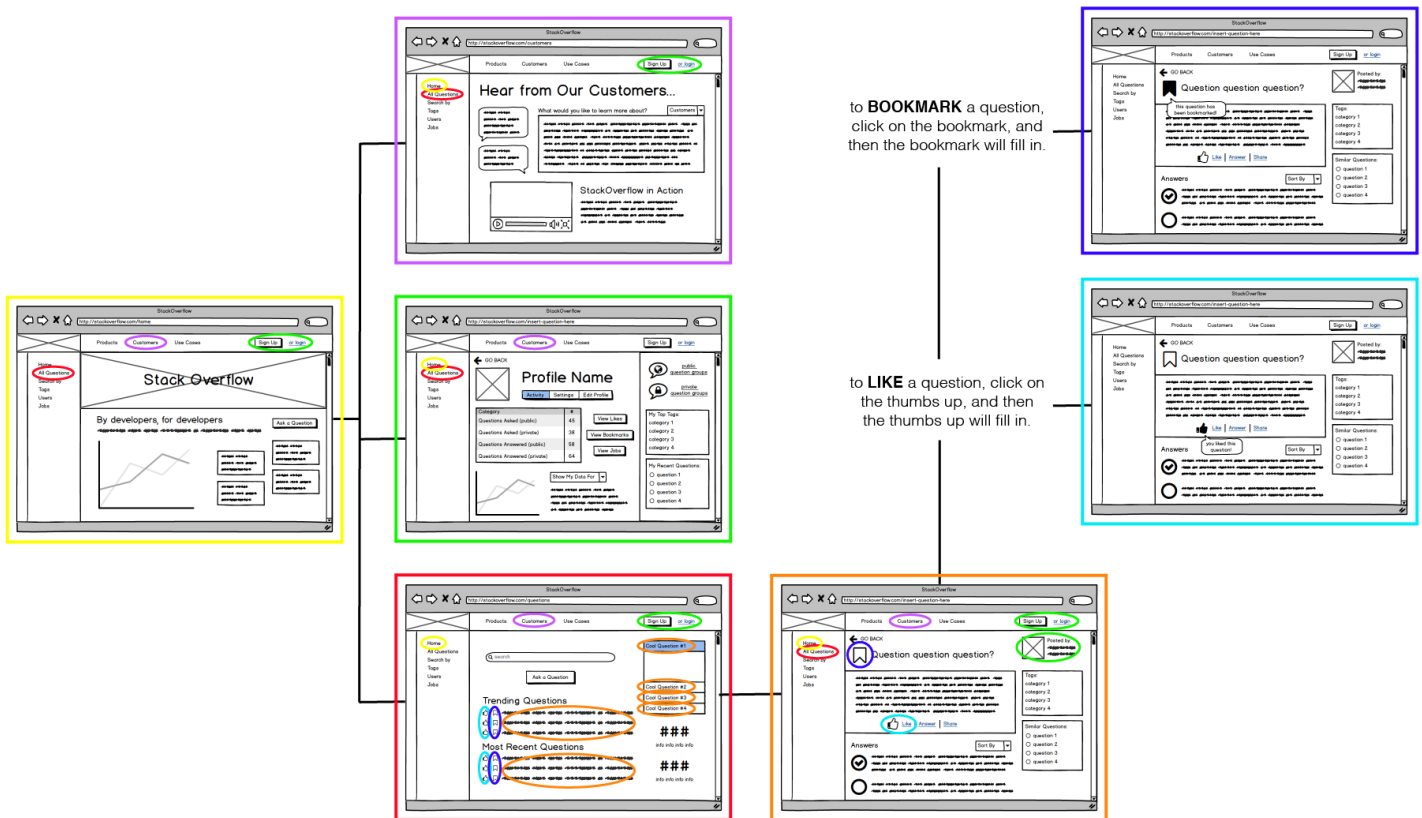 StackOverflow
http://stackoverflow.com/customers
Products Customers Use Cases Sign Up or login
Home
All Questions
Search by
Tags
Users
Jobs
Hear from Our Customers...
What would you like to learn more about? Customers
StackOverflow in Action
to BOOKMARK a question,
click on the bookmark, and
then the bookmark will fill in.
StackOverflow
http://stackoverflow.com/insert-question-here
Products Customers Use Cases Sign Up or login
Home
All Questions
Search by
Tags
Users
Jobs
GO BACK
Question question question?
this question has
been bookmarked!
Like Answer Share
Answers
Sort By
Posted by:
Tags:
category 1
category 2
category 3
category 4
Similar Questions:
question 1
question 2
question 3
question 4
StackOverflow
http://stackoverflow.com/home
Products Customers Use Cases Sign Up or login
Home
All Questions
Search by
Tags
Users
Jobs
Stack Overflow
By developers, for developers
Ask a Question
StackOverflow
http://stackoverflow.com/insert-question-here
Products Customers Use Cases Sign Up or login
Home
All Questions
Search by
Tags
Users
Jobs
GO BACK
Profile Name
Activity Settings Edit Profile
Category #
Questions Asked (public) 45
Questions Asked (private) 38
Questions Answered (public) 58
Questions Answered (private) 64
View Likes
View Bookmarks
View Jobs
Show My Data For
public
question groups
private
question groups
My Top Tags:
category 1
category 2
category 3
category 4
My Recent Questions:
question 1
question 2
question 3
question 4
to LIKE a question, click on
the thumbs up, and then
the thumbs up will fill in.
StackOverflow
http://stackoverflow.com/insert-question-here
Products Customers Use Cases Sign Up or login
Home
All Questions
Search by
Tags
Users
Jobs
GO BACK
Question question question?
Like Answer Share
you liked this
question!
Answers
Sort By
Posted by:
Tags:
category 1
category 2
category 3
category 4
Similar Questions:
question 1
question 2
question 3
question 4
StackOverflow
http://stackoverflow.com/questions
Products Customers Use Cases Sign Up or login
Home
All Questions
Search by
Tags
Users
Jobs
search
Ask a Question
Trending Questions
Most Recent Questions
Cool Question #1
Cool Question #2
Cool Question #3
Cool Question #4
###
info info info info
###
info info info info
StackOverflow
http://stackoverflow.com/insert-question-here
Products Customers Use Cases Sign Up or login
Home
All Questions
Search by
Tags
Users
Jobs
GO BACK
Question question question?
Like Answer Share
Answers
Sort By
Posted by:
Tags:
category 1
category 2
category 3
category 4
Similar Questions:
question 1
question 2
question 3
question 4